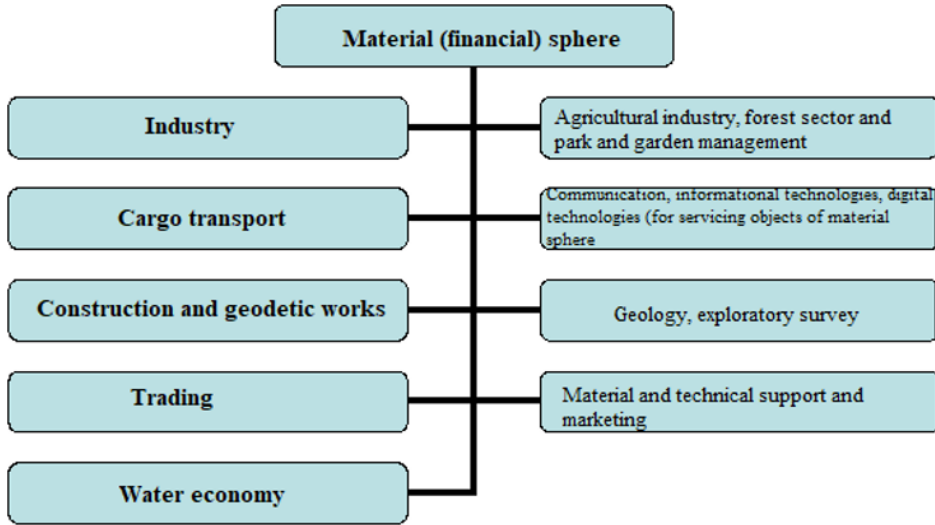 Material (financial) sphere
Industry
Agricultural industry, forest sector and
park and garden management
Cargo transport
Communication, informational technologies, digital
technologies (for servicing objects of material
sphere
Construction and geodetic works
Geology, exploratory survey
Trading
Material and technical support and
marketing
Water economy